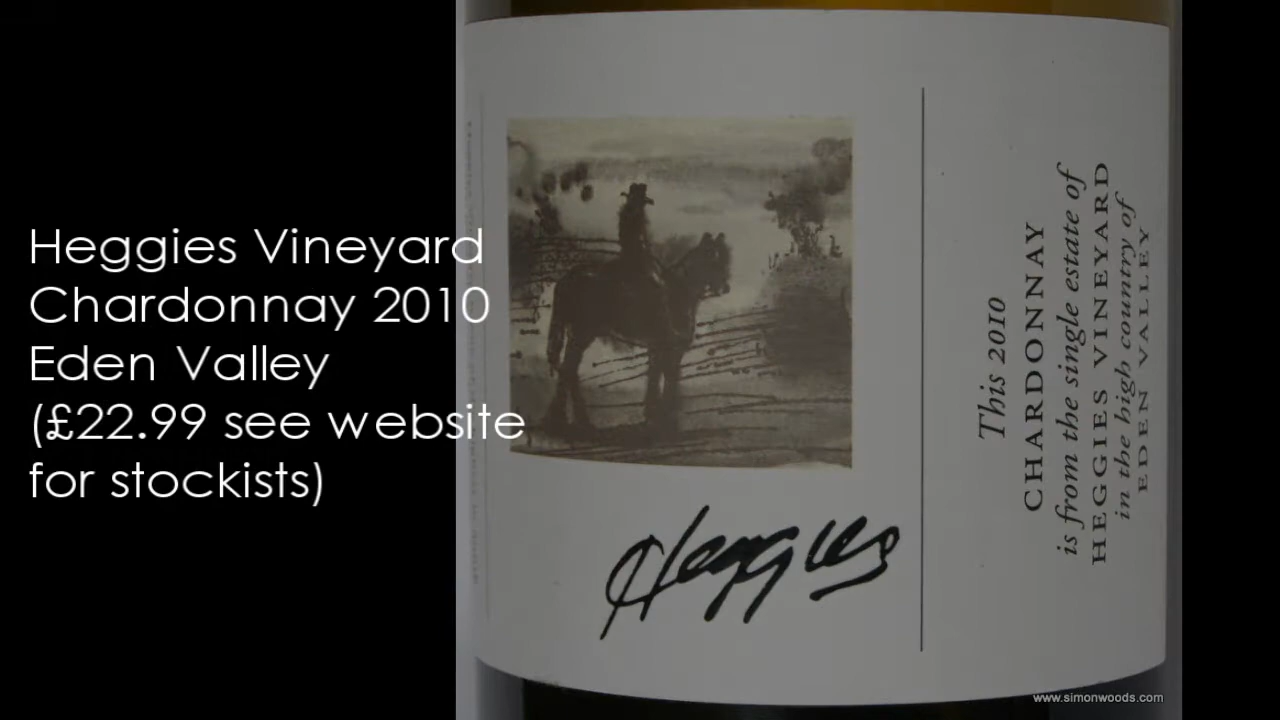 Heggies Vineyard
Chardonnay 2010
Eden Valley
(£22.99 see website
for stockists)
Heggies
This 2010
CHARDONNAY
is from the single estate of
HEGGIES VINEYARD
in the high country of
EDEN VALLEY
www.simonwoods.com